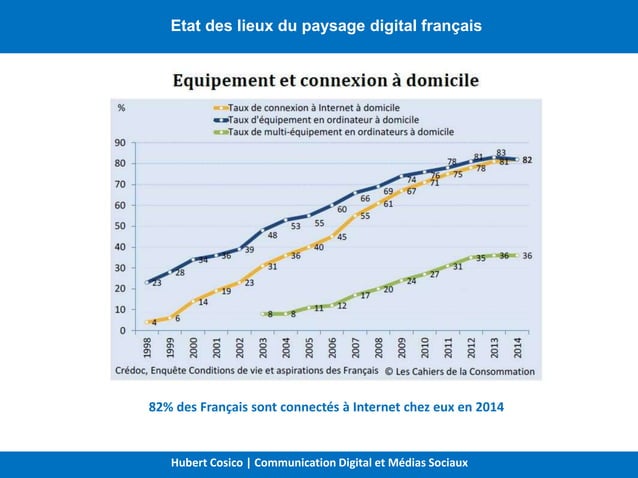 Etat des lieux du paysage digital français
Equipement et connexion à domicile
%
Taux de connexion à Internet à domicile
Taux d'équipement en ordinateur à domicile
Taux de multi-équipement en ordinateurs à domicile
90
80
70
60
50
40
30
20
10
0
23 28 34 36 39 48 53 55 60 66 69 74 76 78 81 83 82
4 6 14 19 23 31 36 40 45 55 61 67 71 75 78 81 82
8 8 11 12 17 20 24 27 31 35 36 36
1998 1999 2000 2001 2002 2003 2004 2005 2006 2007 2008 2009 2010 2011 2012 2013 2014
Crédoc, Enquête Conditions de vie et aspirations des Français © Les Cahiers de la Consommation
82% des Français sont connectés à Internet chez eux en 2014
Hubert Cosico | Communication Digital et Médias Sociaux